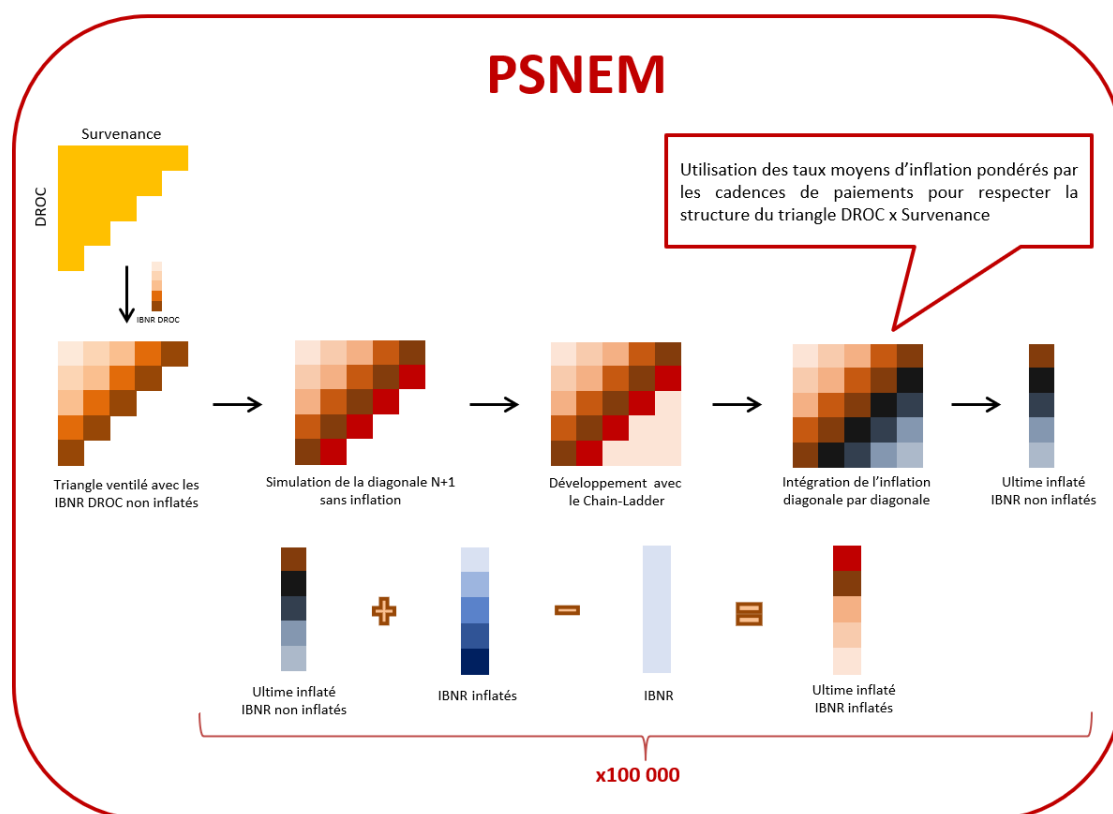 PSNEM
Survenance
DROC
Utilisation des taux moyens d’inflation pondérés par
les cadences de paiements pour respecter la
structure du triangle DROC x Survenance
IBNR DROC
Triangle ventilé avec les
IBNR DROC non inflatés
Simulation de la diagonale N+1
sans inflation
Développement avec
le Chain-Ladder
Intégration de l’inflation
diagonale par diagonale
Ultime inflaté
IBNR non inflatés
Ultime inflaté
IBNR non inflatés
IBNR inflatés
IBNR
Ultime inflaté
IBNR inflatés
x100 000